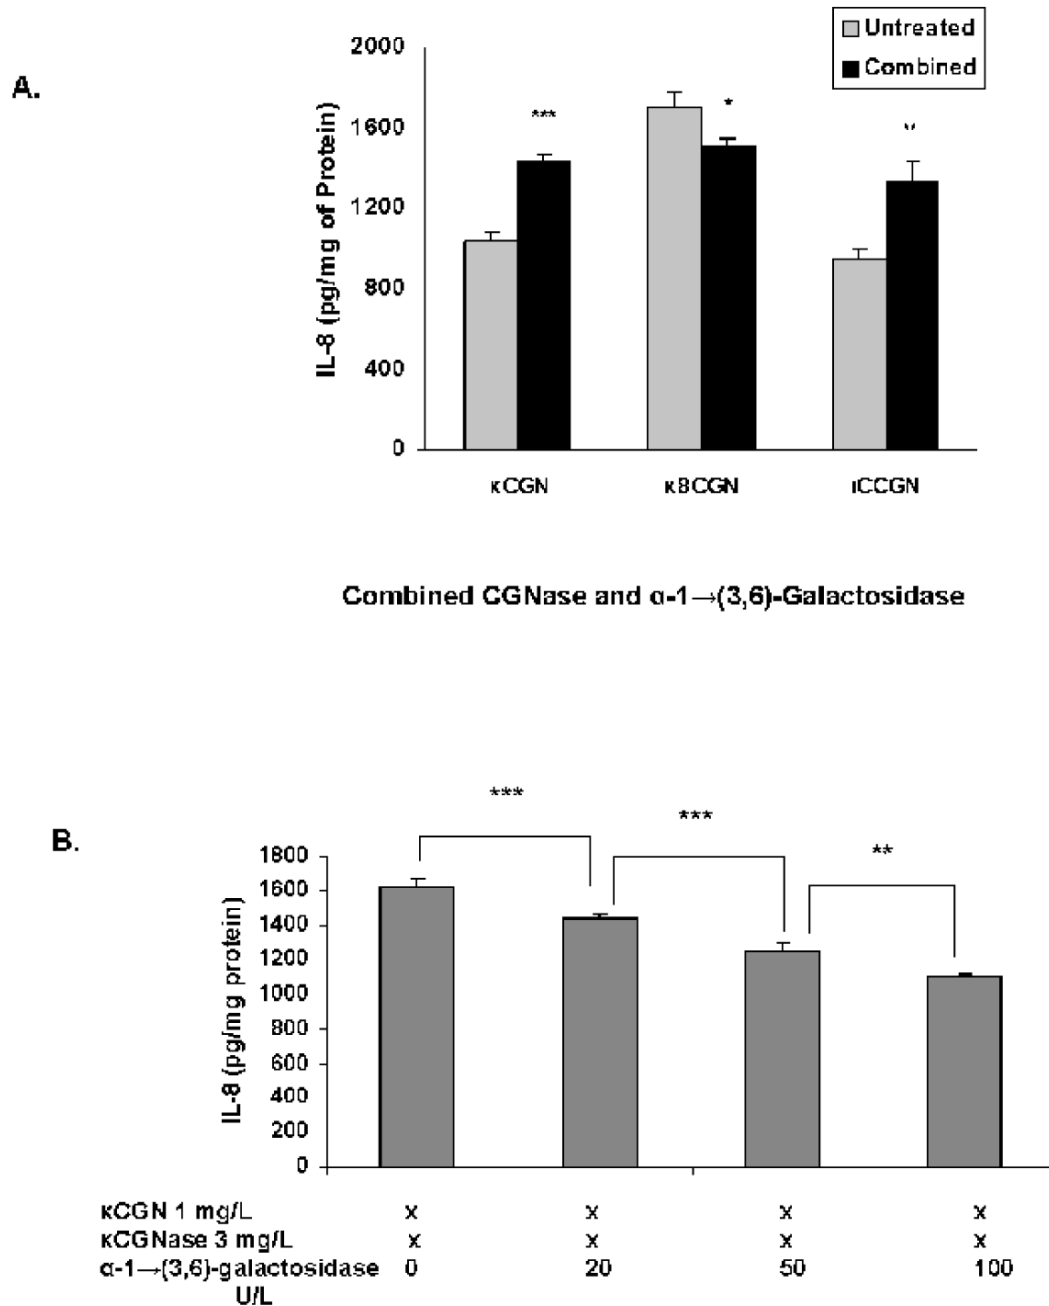 A.
Untreated
Combined
2000
1600
1200
800
400
0
IL-8 (pg/mg of Protein)
***
*
**
κCGN κBCGN ιCCGN
Combined CGNase and α-1→(3,6)-Galactosidase
B.
***
***
**
1800
1600
1400
1200
1000
800
600
400
200
0
IL-8 (pg/mg protein)
κCGN 1 mg/L x x x x
κCGNase 3 mg/L x x x x
α-1→(3,6)-galactosidase 0 20 50 100
U/L